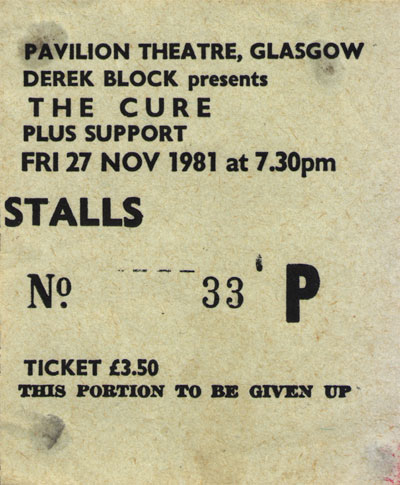 PAVILION THEATRE, GLASGOW
DEREK BLOCK presents
THE CURE
PLUS SUPPORT
FRI 27 NOV 1981 at 7.30pm
STALLS
Nº 33 P
TICKET £3.50
THIS PORTION TO BE GIVEN UP